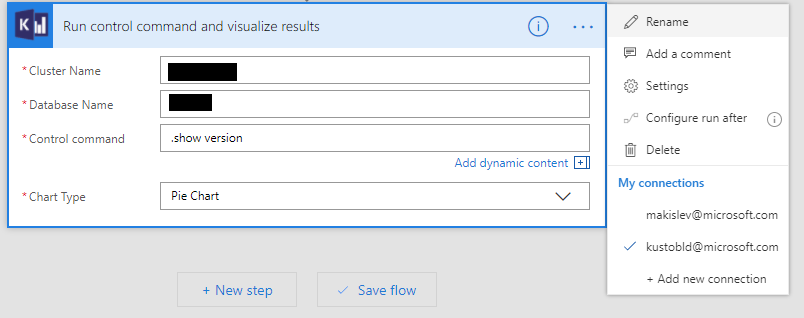 K
Run control command and visualize results
* Cluster Name
* Database Name
* Control command
.show version
Add dynamic content
* Chart Type
Pie Chart
+ New step
Save flow
Rename
Add a comment
Settings
Configure run after
Delete
My connections
makislev@microsoft.com
kustobld@microsoft.com
+ Add new connection